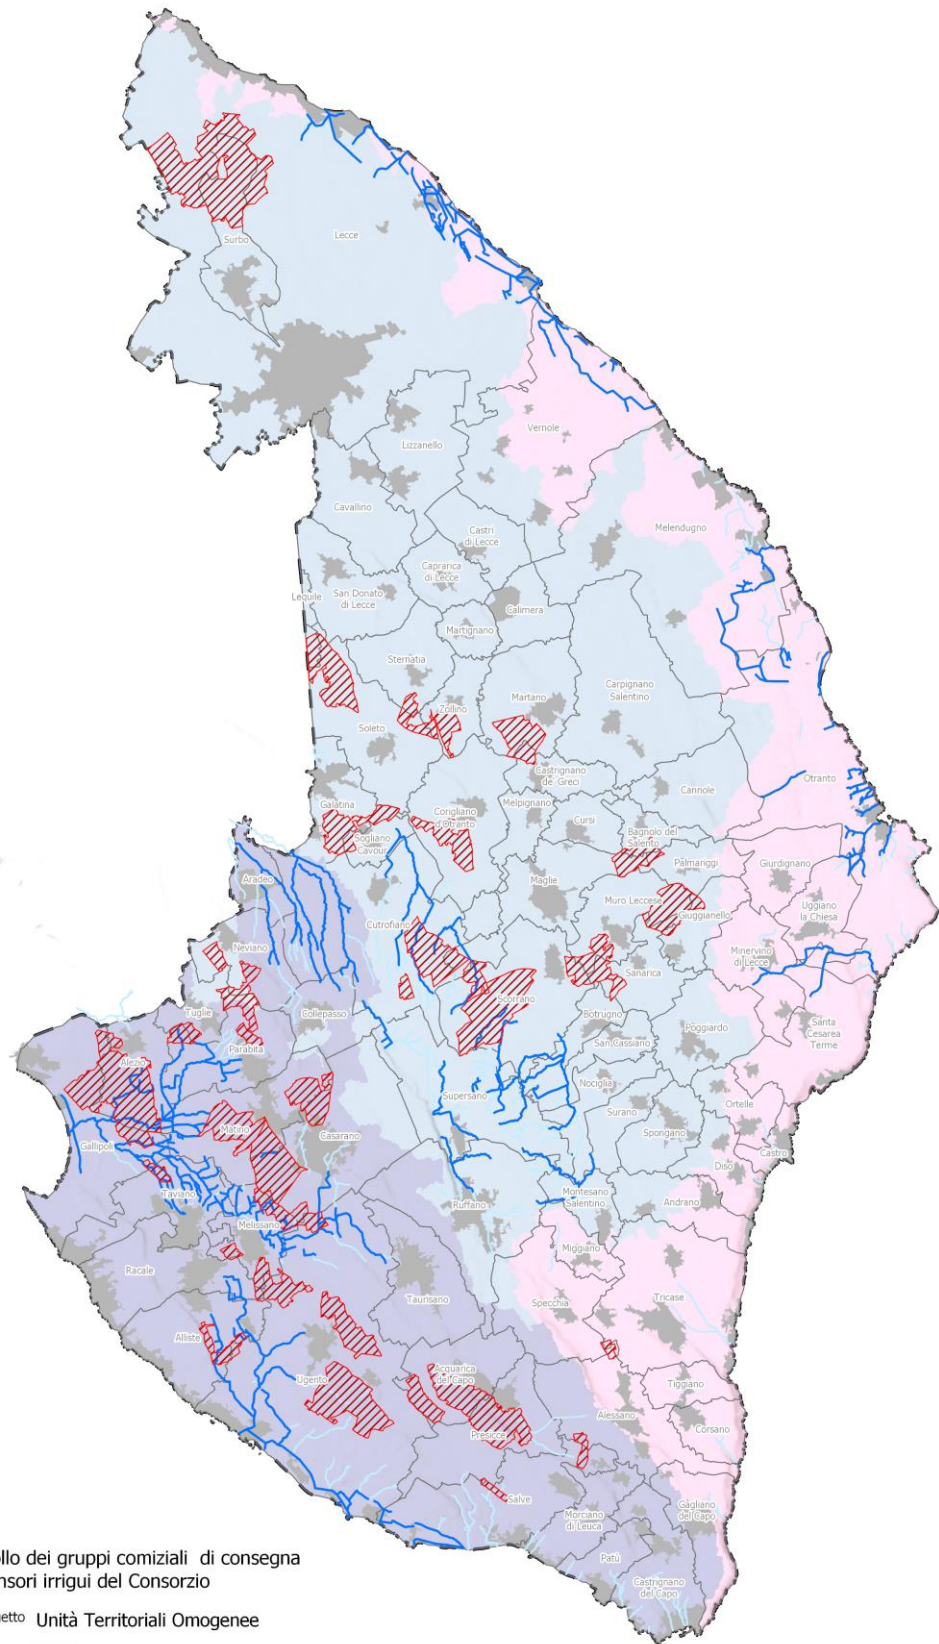 Surbo
Lecce
Vernole
Lizzanello
Cavallino
Melendugno
Castri
di Lecce
Caprarica
di Lecce
Lequile
San Donato
di Lecce
Calimera
Martignano
Sternatia
Carpignano
Salentino
Martano
Zollino
Soleto
Castrignano
de' Greci
Otranto
Cannole
Galatina
Corigliano
d'Otranto
Melpignano
Cursi
Sogliano
Cavour
Bagnolo del
Salento
Palmariggi
Giurdignano
Aradeo
Maglie
Muro Leccese
Giuggianello
Uggiano
la Chiesa
Cutrofiano
Neviano
Minervino
di Lecce
Sanarica
Scorrano
Tuglie
Collepasso
Botrugno
Poggiardo
Santa
Cesarea
Terme
Parabita
San Cassiano
Alezio
Nociglia
Supersano
Ortelle
Surano
Matino
Spongano
Casarano
Gallipoli
Castro
Diso
Taviano
Montesano
Salentino
Andrano
Ruffano
Melissano
Miggiano
Racale
Tricase
Specchia
Taurisano
Alliste
Acquarica
del Capo
Ugento
Tiggiano
Alessano
Corsano
Presicce
Salve
Gagliano
del Capo
Morciano
di Leuca
Patù
Castrignano
del Capo
llo dei gruppi comiziali di consegna
nsori irrigui del Consorzio
getto Unità Territoriali Omogenee